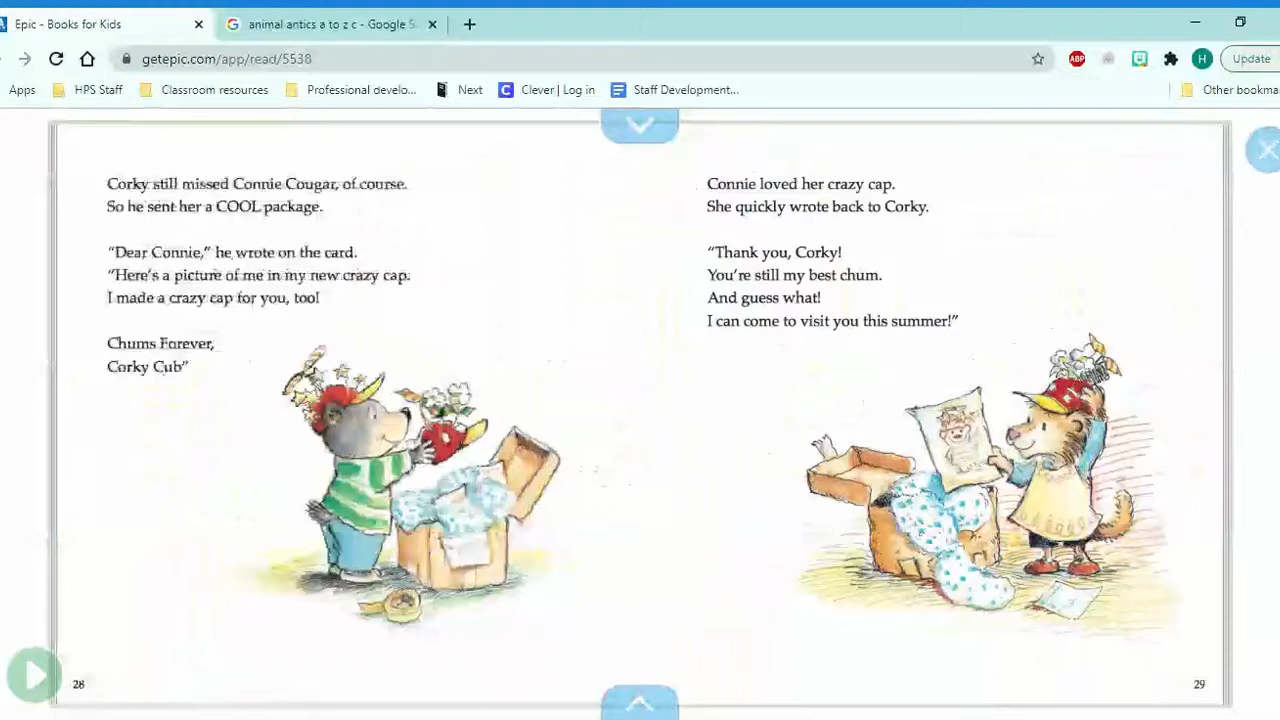 Epic - Books for Kids
animal antics a to z c - Google S
getepic.com/app/read/5538
ABP
H
Update
Apps
HPS Staff
Classroom resources
Professional develo...
Next
Clever | Log in
Staff Development...
Other bookma
Corky still missed Connie Cougar, of course.
So he sent her a COOL package.
“Dear Connie,” he wrote on the card.
“Here’s a picture of me in my new crazy cap.
I made a crazy cap for you, too!
Chums Forever,
Corky Cub”
28
Connie loved her crazy cap.
She quickly wrote back to Corky.
“Thank you, Corky!
You’re still my best chum.
And guess what!
I can come to visit you this summer!”
29